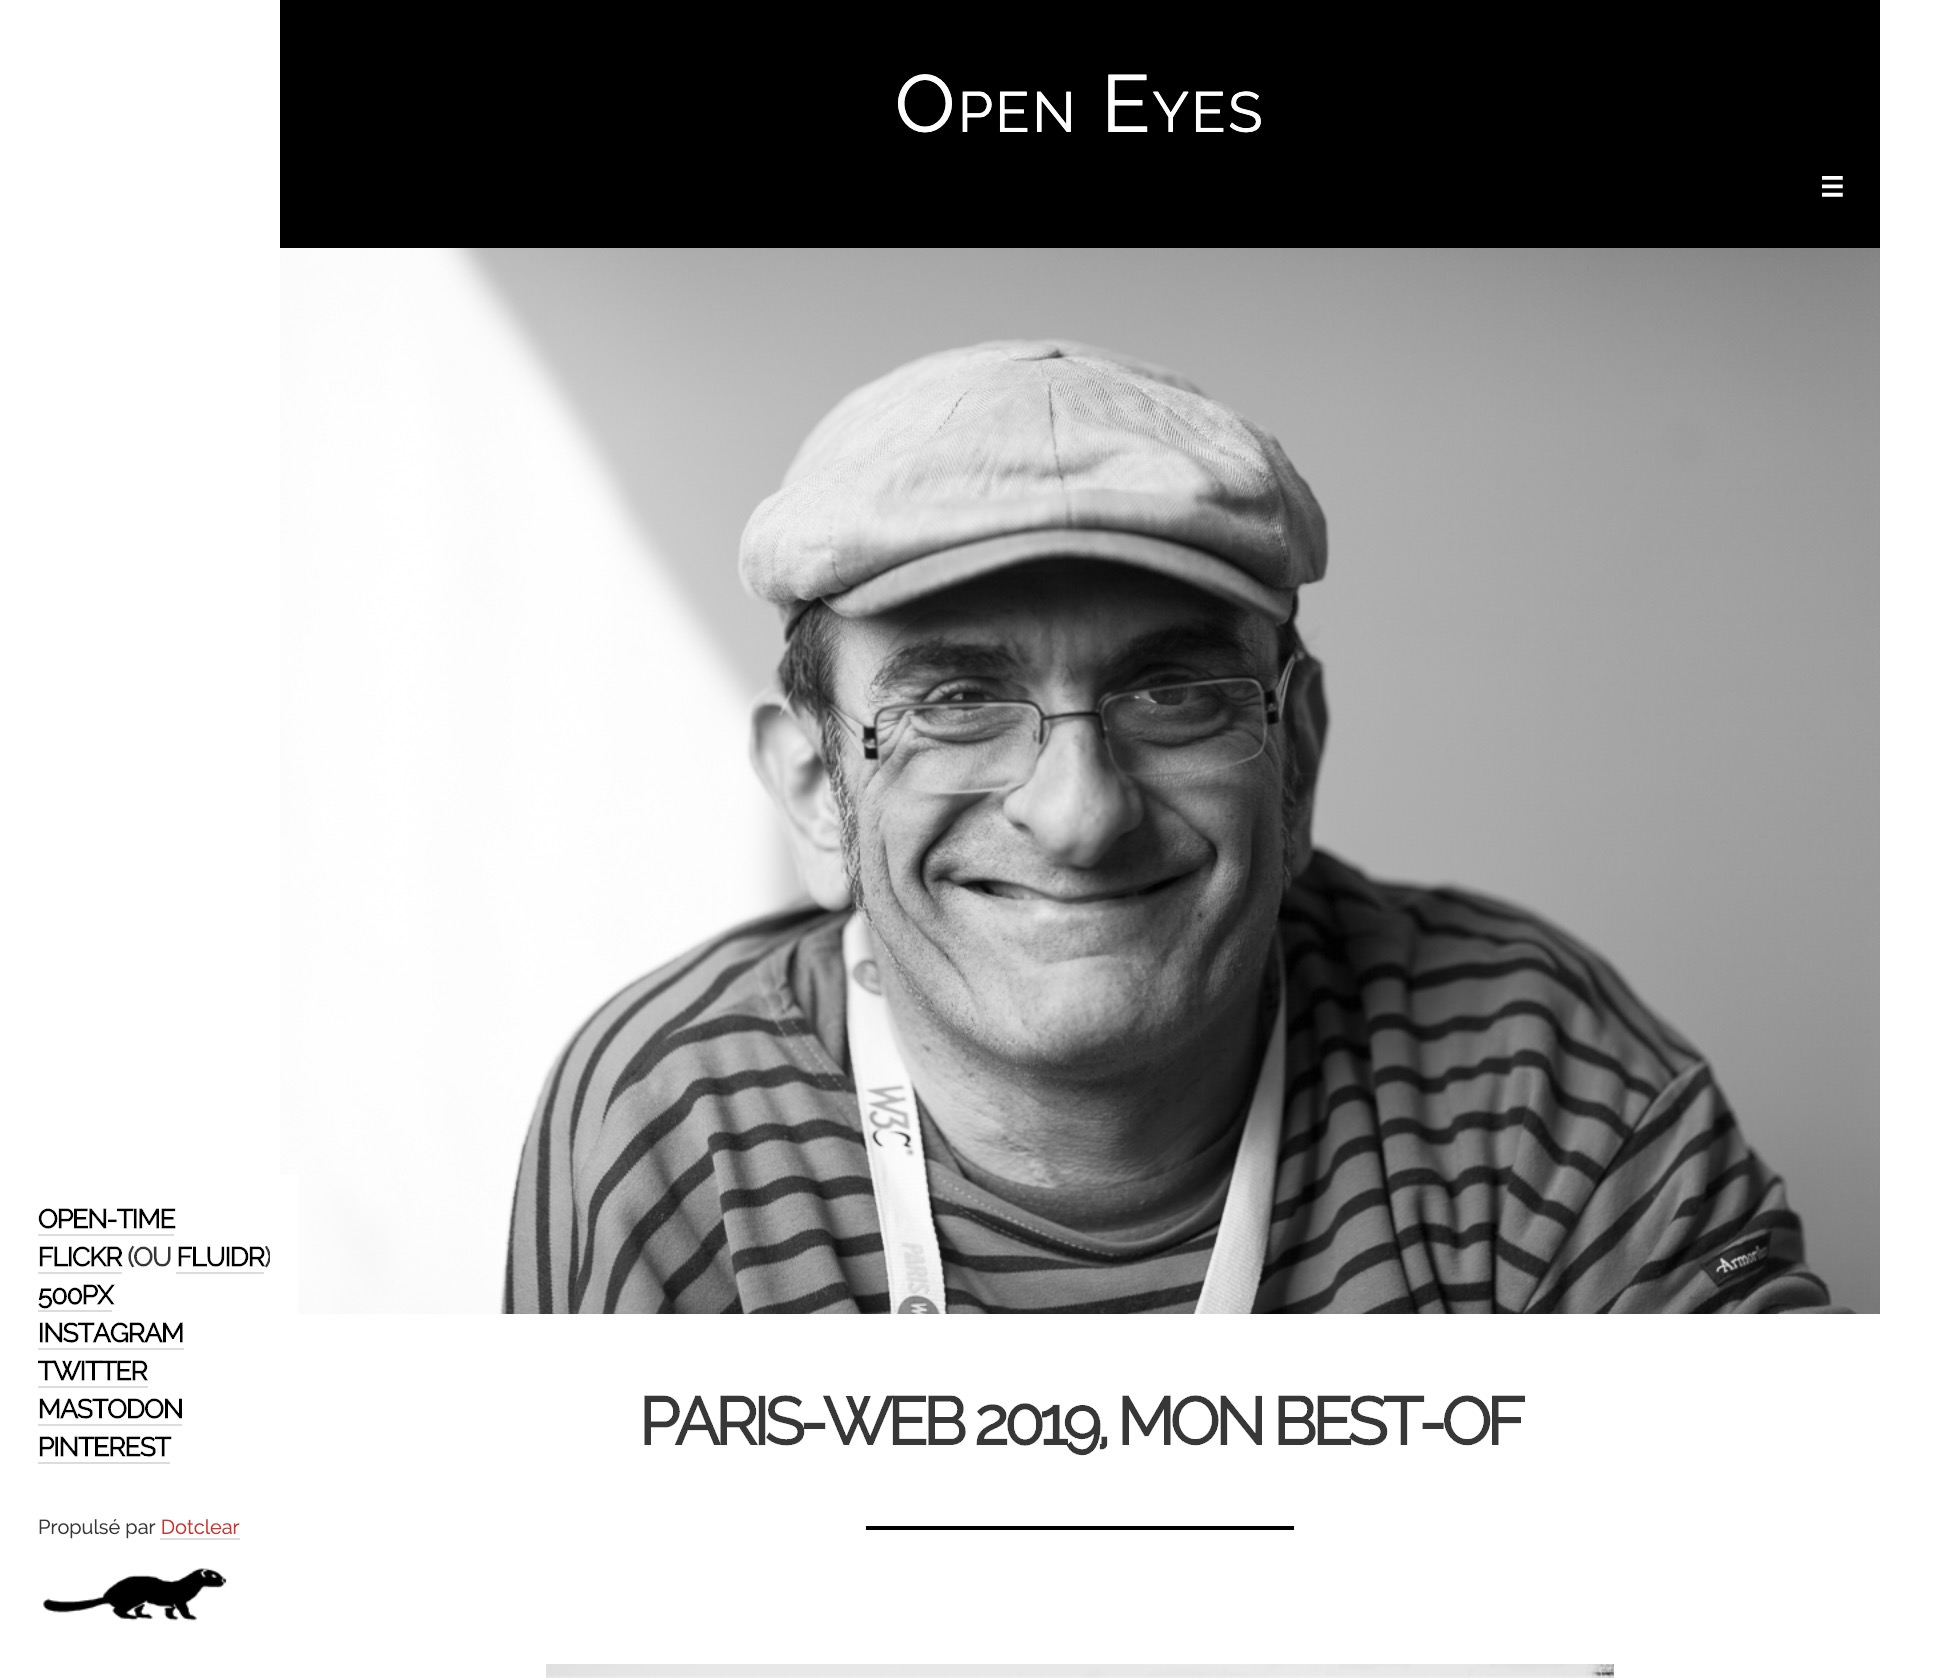 Open Eyes
W3C
PARIS
W
Armor
OPEN-TIME
FLICKR (OU FLUIDR)
500PX
INSTAGRAM
TWITTER
MASTODON
PINTEREST
Propulsé par Dotclear
PARIS-WEB 2019, MON BEST-OF